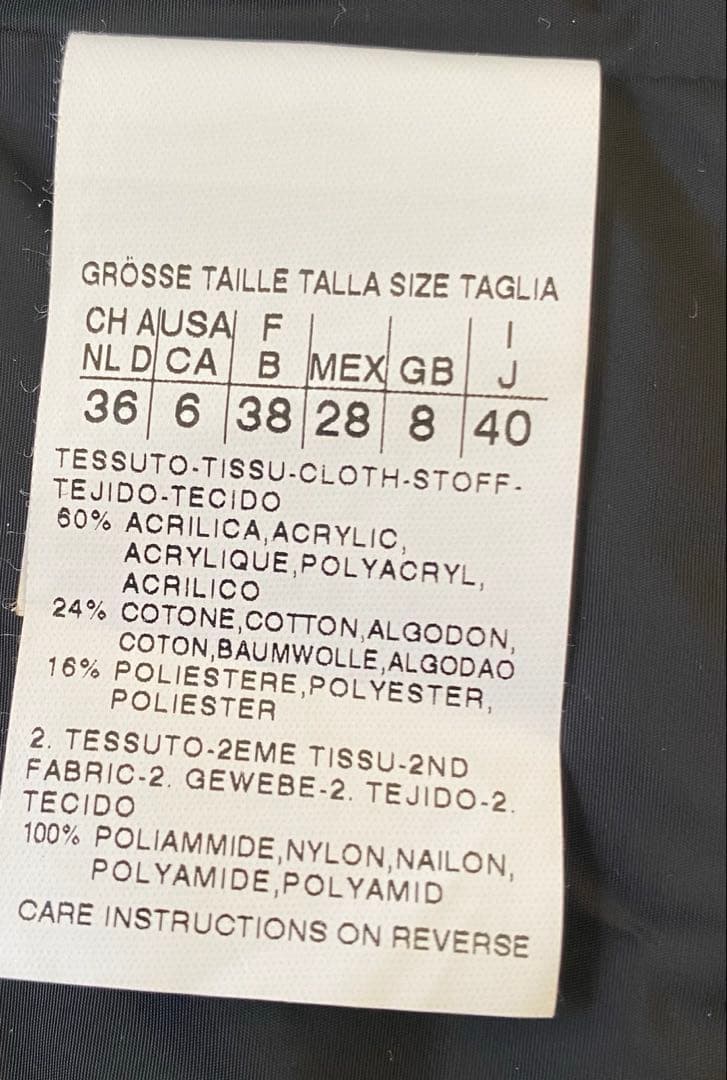 GRÖSSE TAILLE TALLA SIZE TAGLIA
CH A USA F I
NL D CA B MEX GB J
36 6 38 28 8 40
TESSUTO-TISSU-CLOTH-STOFF-
TEJIDO-TECIDO
60% ACRILICA,ACRYLIC,
ACRYLIQUE,POLYACRYL,
ACRILICO
24% COTONE,COTTON,ALGODON,
COTON,BAUMWOLLE,ALGODAO
16% POLIESTERE,POLYESTER,
POLIESTER
2. TESSUTO-2EME TISSU-2ND
FABRIC-2. GEWEBE-2. TEJIDO-2.
TECIDO
100% POLIAMMIDE,NYLON,NAILON,
POLYAMIDE,POLYAMID
CARE INSTRUCTIONS ON REVERSE